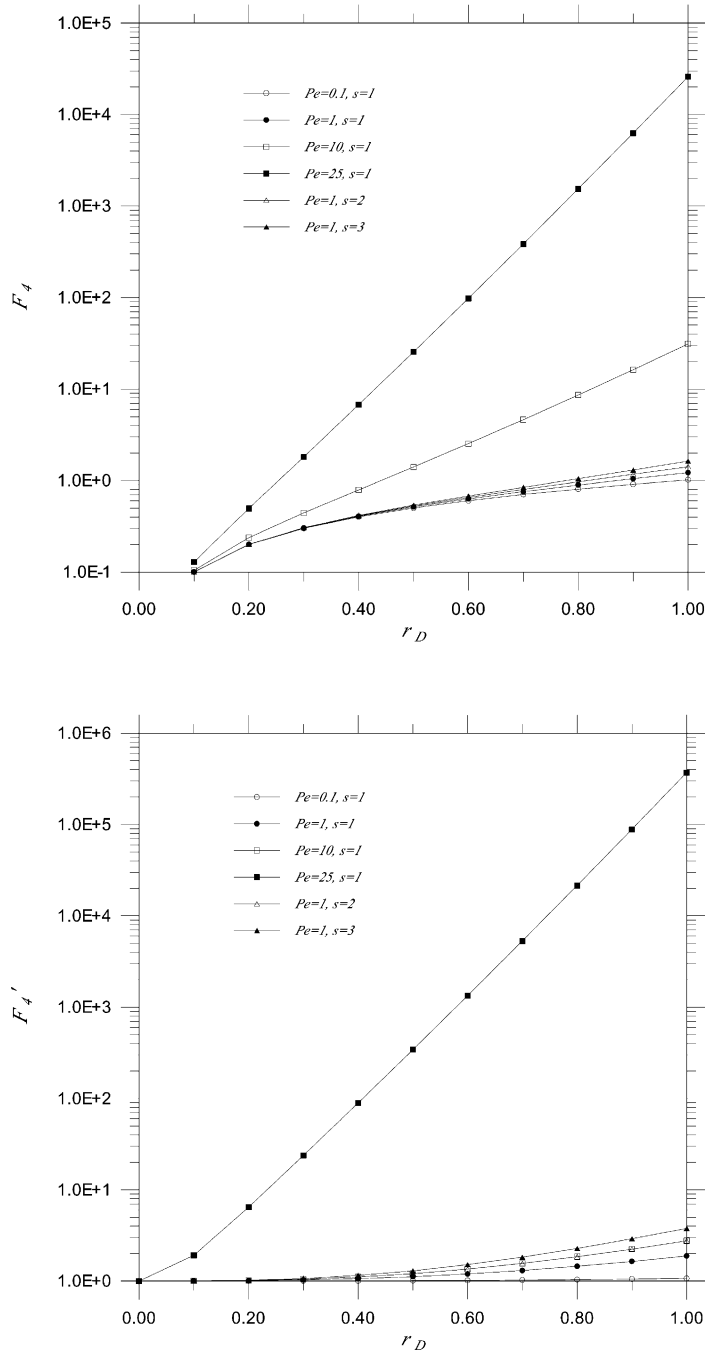 1.0E+5
1.0E+4
1.0E+3
1.0E+2
1.0E+1
1.0E+0
1.0E-1
F4
Pe=0.1, s=1
Pe=1, s=1
Pe=10, s=1
Pe=25, s=1
Pe=1, s=2
Pe=1, s=3
0.00 0.20 0.40 0.60 0.80 1.00
rD
1.0E+6
1.0E+5
1.0E+4
1.0E+3
1.0E+2
1.0E+1
1.0E+0
F4'
Pe=0.1, s=1
Pe=1, s=1
Pe=10, s=1
Pe=25, s=1
Pe=1, s=2
Pe=1, s=3
0.00 0.20 0.40 0.60 0.80 1.00
rD